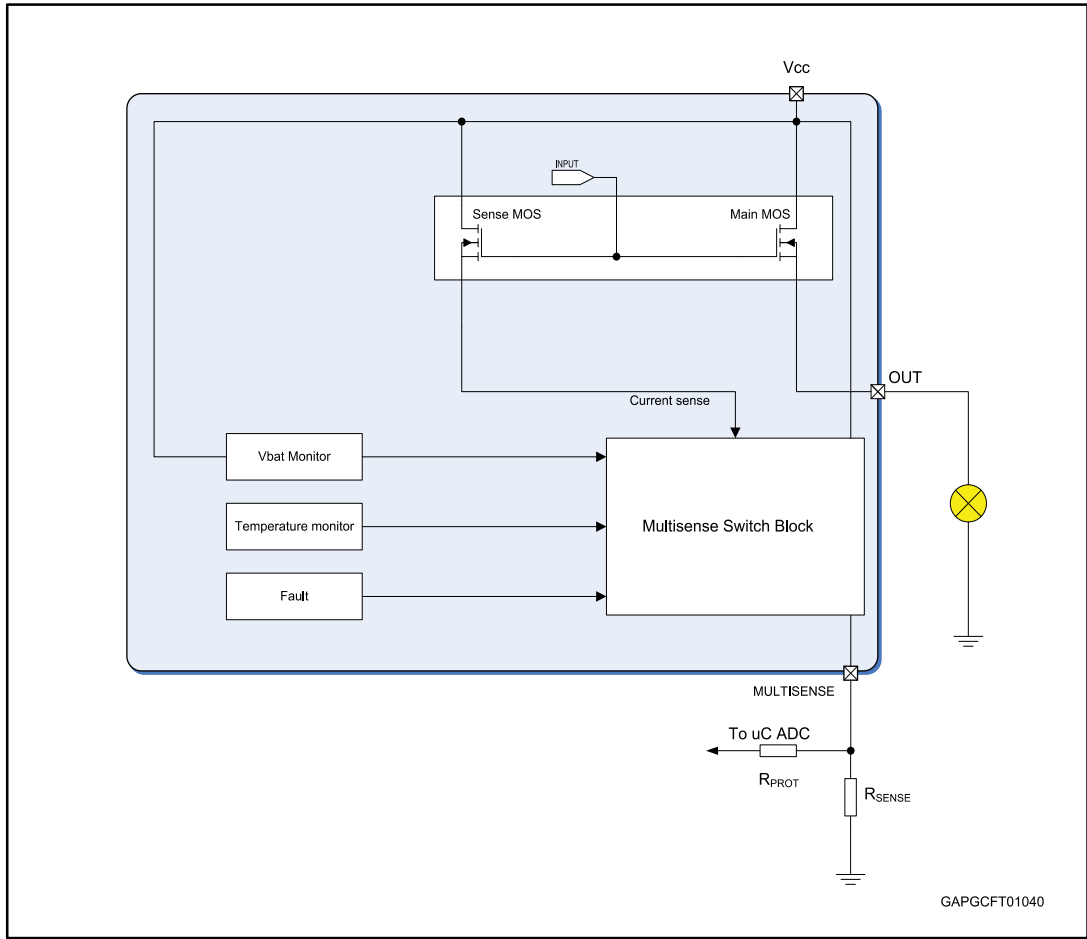 Vcc
INPUT
Sense MOS
Main MOS
OUT
Current sense
Vbat Monitor
Temperature monitor
Multisense Switch Block
Fault
MULTISENSE
To uC ADC
RPROT
RSENSE
GAPGCFT01040